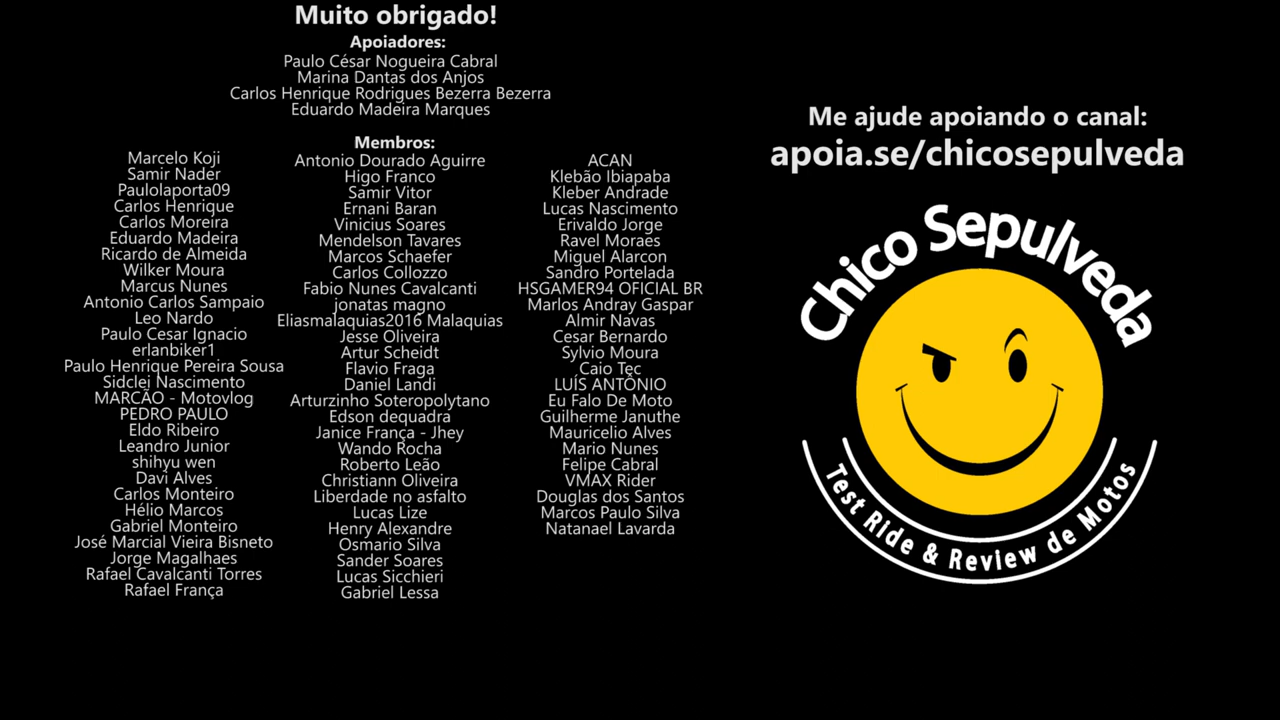 Muito obrigado!
Apoiadores:
Paulo César Nogueira Cabral
Marina Dantas dos Anjos
Carlos Henrique Rodrigues Bezerra Bezerra
Eduardo Madeira Marques
Membros:
Marcelo Koji
Samir Nader
Paulolaporta09
Carlos Henrique
Carlos Moreira
Eduardo Madeira
Ricardo de Almeida
Wilker Moura
Marcus Nunes
Antonio Carlos Sampaio
Leo Nardo
Paulo Cesar Ignacio
erlanbiker1
Paulo Henrique Pereira Sousa
Sidclei Nascimento
MARCÃO - Motovlog
PEDRO PAULO
Eldo Ribeiro
Leandro Junior
shihyu wen
Davi Alves
Carlos Monteiro
Hélio Marcos
Gabriel Monteiro
José Marcial Vieira Bisneto
Jorge Magalhaes
Rafael Cavalcanti Torres
Rafael França
Antonio Dourado Aguirre
Higo Franco
Samir Vitor
Ernani Baran
Vinicius Soares
Mendelson Tavares
Marcos Schaefer
Carlos Collozzo
Fabio Nunes Cavalcanti
jonatas magno
Eliasmalaquias2016 Malaquias
Jesse Oliveira
Artur Scheidt
Flavio Fraga
Daniel Landi
Arturzinho Soteropolytano
Edson dequadra
Janice França - Jhey
Wando Rocha
Roberto Leão
Christiann Oliveira
Liberdade no asfalto
Lucas Lize
Henry Alexandre
Osmario Silva
Sander Soares
Lucas Sicchieri
Gabriel Lessa
ACAN
Klebão Ibiapaba
Kleber Andrade
Lucas Nascimento
Erivaldo Jorge
Ravel Moraes
Miguel Alarcon
Sandro Portelada
HSGAMER94 OFICIAL BR
Marlos Andray Gaspar
Almir Navas
Cesar Bernardo
Sylvio Moura
Caio Tec
LUÍS ANTÔNIO
Eu Falo De Moto
Guilherme Januthe
Mauricelio Alves
Mario Nunes
Felipe Cabral
VMAX Rider
Douglas dos Santos
Marcos Paulo Silva
Natanael Lavarda
Me ajude apoiando o canal:
apoia.se/chicosepulveda
Chico Sepulveda
Test Ride & Review de Motos